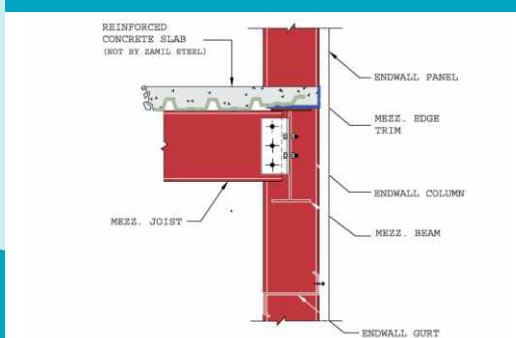 REINFORCED
CONCRETE SLAB
(NOT BY ZAMIL STEEL)
ENDWALL PANEL
MEZZ. EDGE
TRIM
ENDWALL COLUMN
MEZZ. JOIST
MEZZ. BEAM
ENDWALL GURT